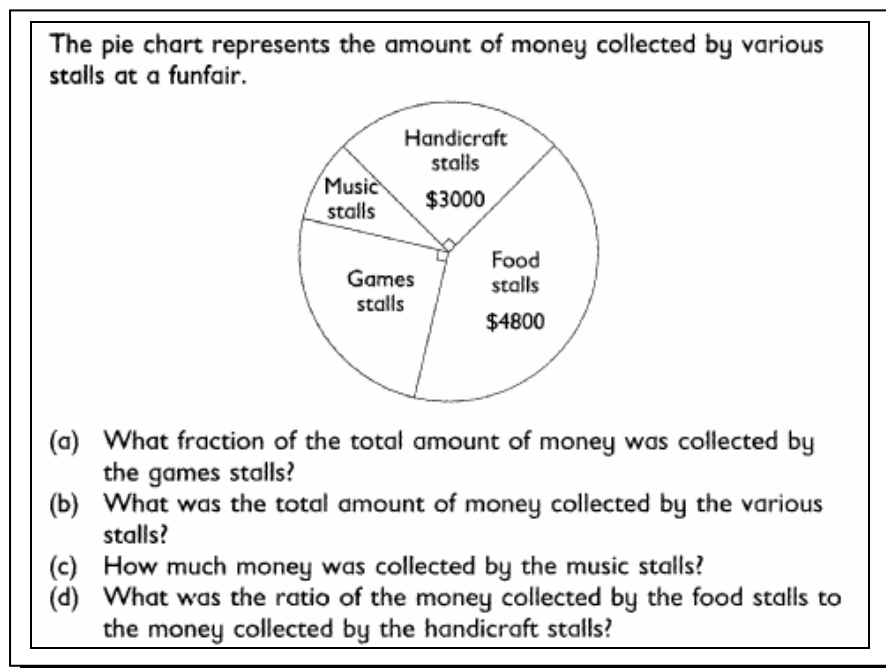 The pie chart represents the amount of money collected by various
stalls at a funfair.
Handicraft
stalls
$3000
Music
stalls
Games
stalls
Food
stalls
$4800
(a) What fraction of the total amount of money was collected by
the games stalls?
(b) What was the total amount of money collected by the various
stalls?
(c) How much money was collected by the music stalls?
(d) What was the ratio of the money collected by the food stalls to
the money collected by the handicraft stalls?